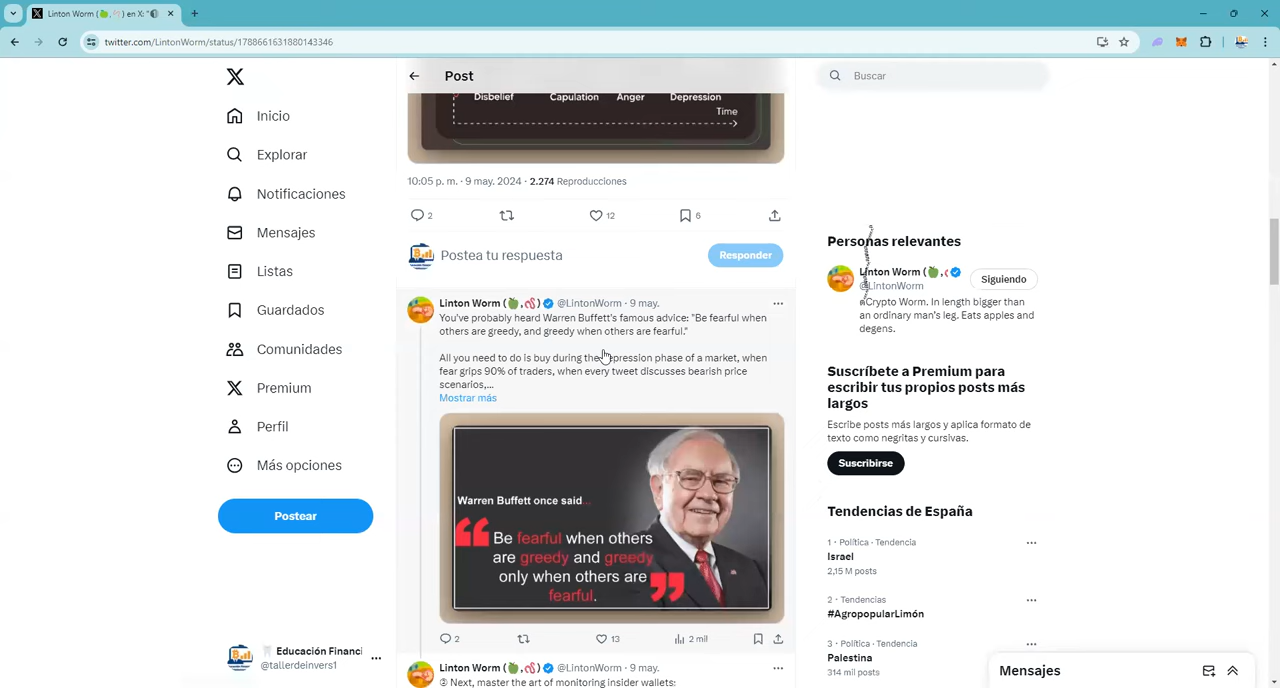 Linton Worm (🍏,🪱) en X: "🌓
twitter.com/LintonWorm/status/1788661631880143346
Inicio
Explorar
Notificaciones
Mensajes
Listas
Guardados
Comunidades
Premium
Perfil
Más opciones
Postear
Educación Financi
@tallerdeinvers1
Post
Disbelief Capulation Anger Depression
Time
10:05 p. m. · 9 may. 2024 · 2.274 Reproducciones
2 12 6
Postea tu respuesta
Responder
Linton Worm (🍏,🪱) @LintonWorm · 9 may.
You've probably heard Warren Buffett's famous advice: "Be fearful when
others are greedy, and greedy when others are fearful."
All you need to do is buy during the depression phase of a market, when
fear grips 90% of traders, when every tweet discusses bearish price
scenarios,...
Mostrar más
Warren Buffett once said...
“ Be fearful when others
are greedy and greedy
only when others are
fearful. ”
2 13 2 mil
Linton Worm (🍏,🪱) @LintonWorm · 9 may.
② Next, master the art of monitoring insider wallets:
Buscar
Personas relevantes
Linton Worm (🍏,
@LintonWorm
Siguiendo
Crypto Worm. In length bigger than
an ordinary man's leg. Eats apples and
degens.
Suscríbete a Premium para
escribir tus propios posts más
largos
Escribe posts más largos y aplica formato de
texto como negritas y cursivas.
Suscribirse
Tendencias de España
1 · Política · Tendencia
Israel
2,15 M posts
2 · Tendencias
#AgropopularLimón
3 · Política · Tendencia
Palestina
314 mil posts
Mensajes